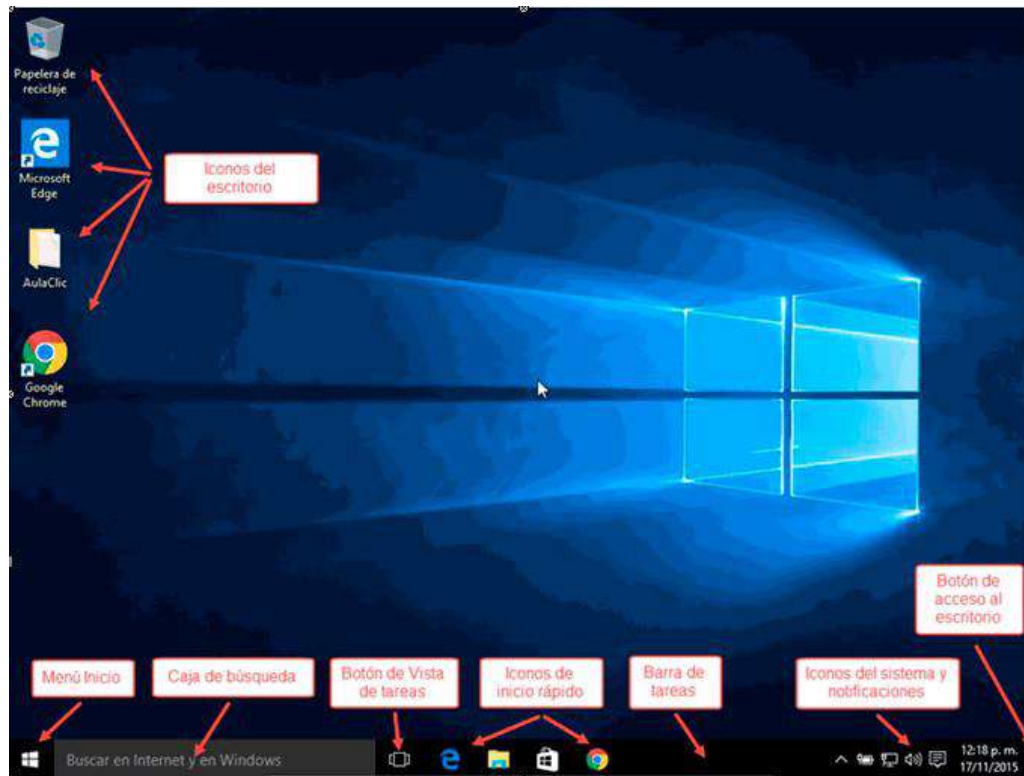 Papelera de
reciclaje
Microsoft
Edge
Iconos del
escritorio
AulaClic
Google
Chrome
Botón de
acceso al
escritorio
Menú Inicio
Caja de búsqueda
Botón de Vista
de tareas
Iconos de
inicio rápido
Barra de
tareas
Iconos del sistema y
notificaciones
Buscar en Internet y en Windows
12:18 p. m.
17/11/2015